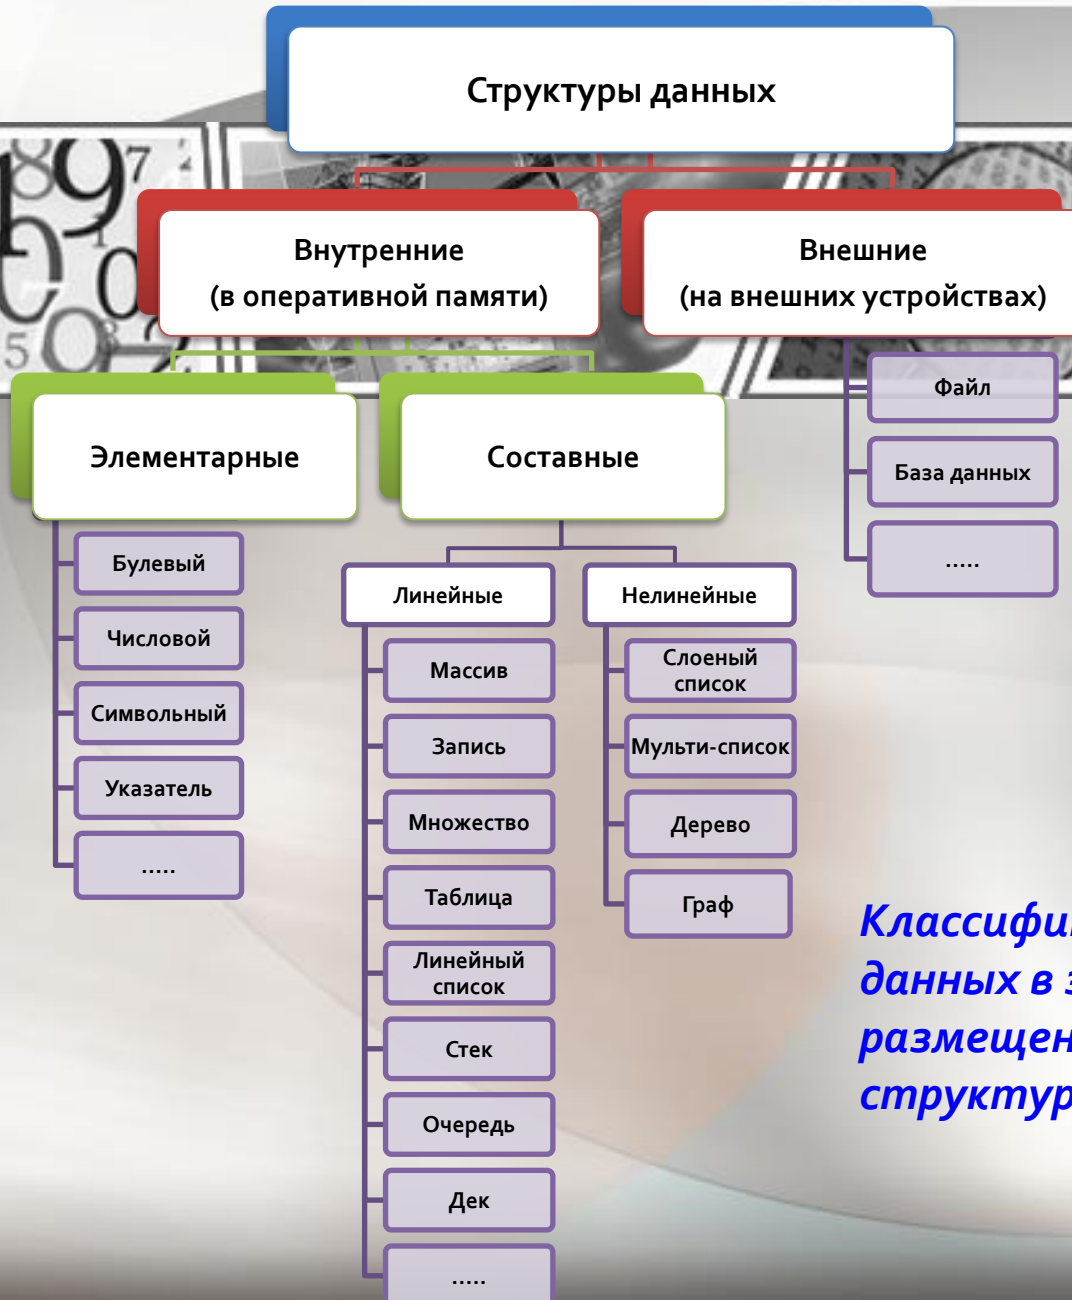 Структуры данных
Внутренние
(в оперативной памяти)
Внешние
(на внешних устройствах)
Файл
База данных
.....
Элементарные
Булевый
Числовой
Символьный
Указатель
.....
Составные
Линейные
Массив
Запись
Множество
Таблица
Линейный
список
Стек
Очередь
Дек
.....
Нелинейные
Слоеный
список
Мульти-список
Дерево
Граф
данных в